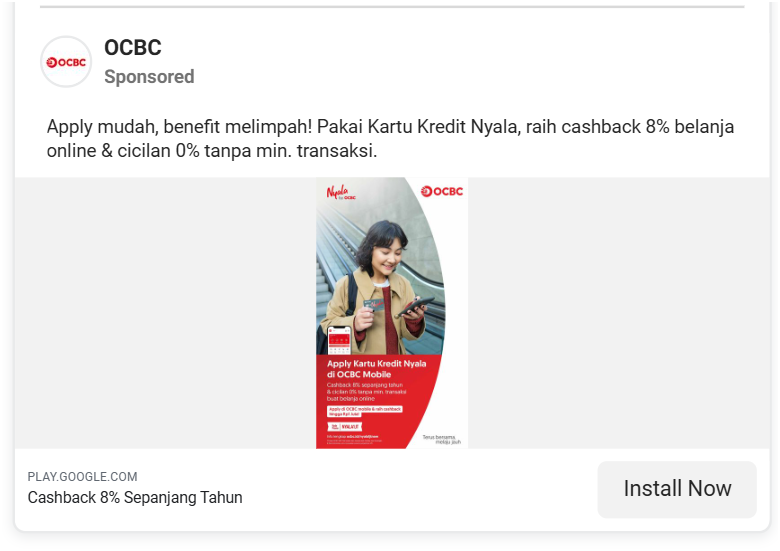 OCBC
OCBC
Sponsored
Apply mudah, benefit melimpah! Pakai Kartu Kredit Nyala, raih cashback 8% belanja
online & cicilan 0% tanpa min. transaksi.
Nyala
by OCBC
OCBC
Apply Kartu Kredit Nyala
di OCBC Mobile
Cashback 8% sepanjang tahun
& cicilan 0% tanpa min. transaksi
buat belanja online
Apply di OCBC mobile & raih cashback
Terus bersama,
melaju jauh
PLAY.GOOGLE.COM
Cashback 8% Sepanjang Tahun
Install Now